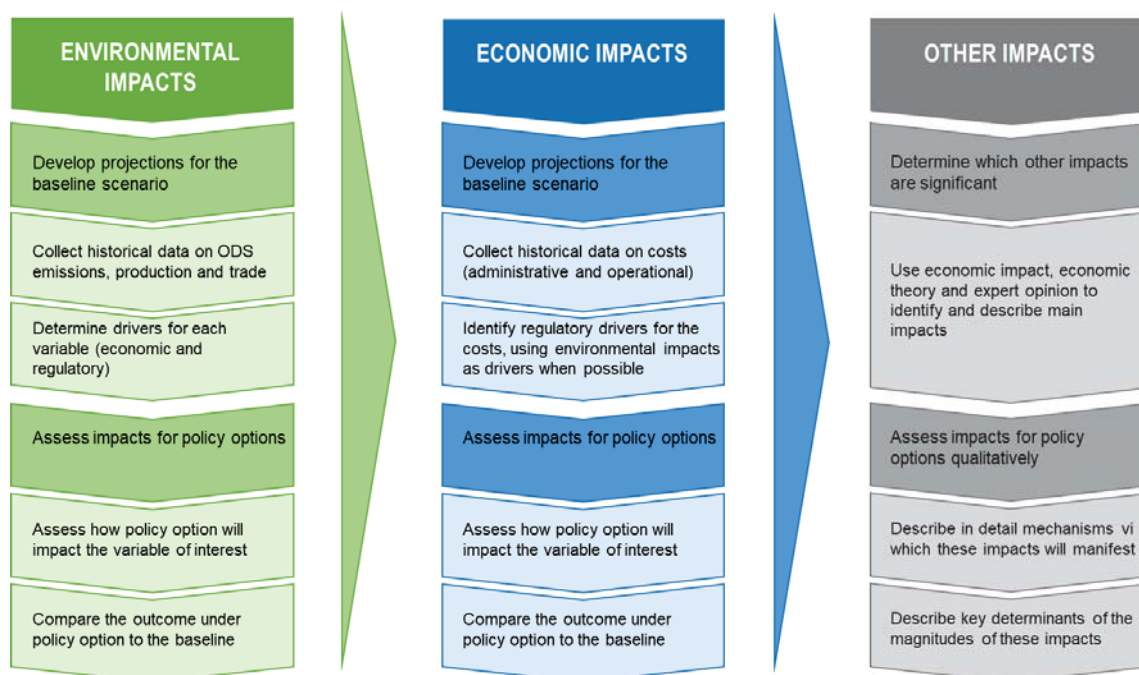 ENVIRONMENTAL
IMPACTS
Develop projections for the
baseline scenario
Collect historical data on ODS
emissions, production and trade
Determine drivers for each
variable (economic and
regulatory)
Assess impacts for policy options
Assess how policy option will
impact the variable of interest
Compare the outcome under
policy option to the baseline
ECONOMIC IMPACTS
Develop projections for the
baseline scenario
Collect historical data on costs
(administrative and operational)
Identify regulatory drivers for the
costs, using environmental impacts
as drivers when possible
Assess impacts for policy options
Assess how policy option will
impact the variable of interest
Compare the outcome under
policy option to the baseline
OTHER IMPACTS
Determine which other impacts
are significant
Use economic impact, economic
theory and expert opinion to
identify and describe main
impacts
Assess impacts for policy
options qualitatively
Describe in detail mechanisms vi
which these impacts will manifest
Describe key determinants of the
magnitudes of these impacts